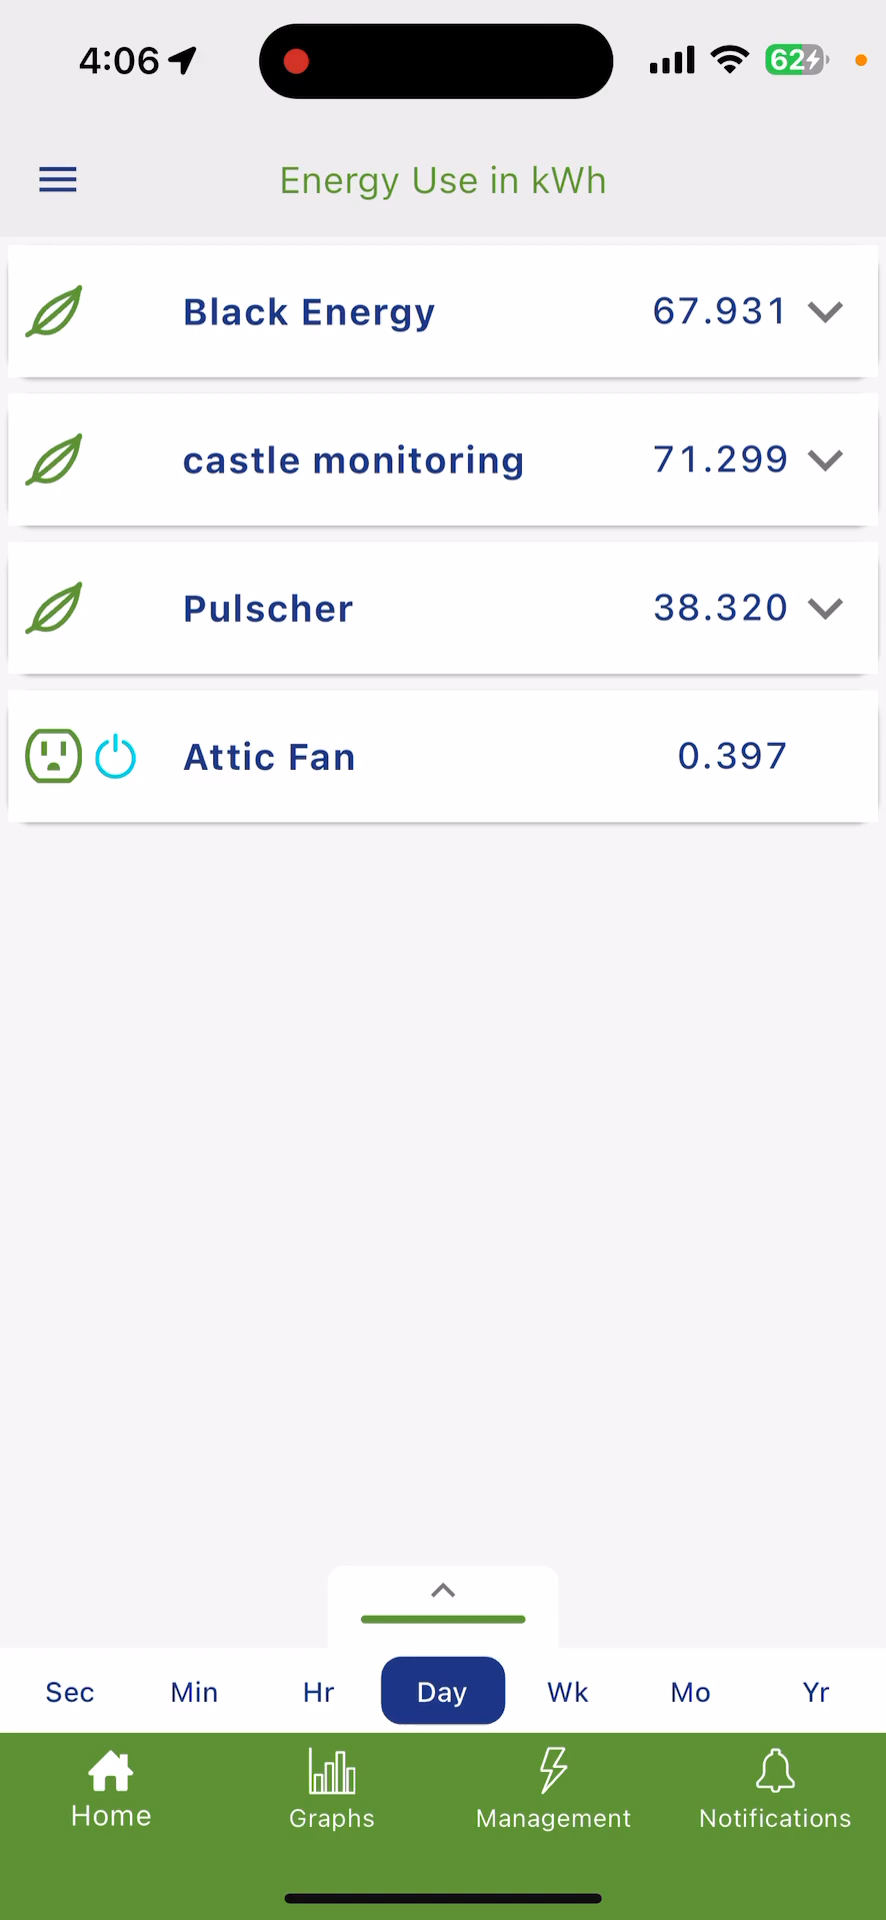 4:06
62
Energy Use in kWh
Black Energy 67.931
castle monitoring 71.299
Pulscher 38.320
Attic Fan 0.397
Sec Min Hr Day Wk Mo Yr
Home Graphs Management Notifications